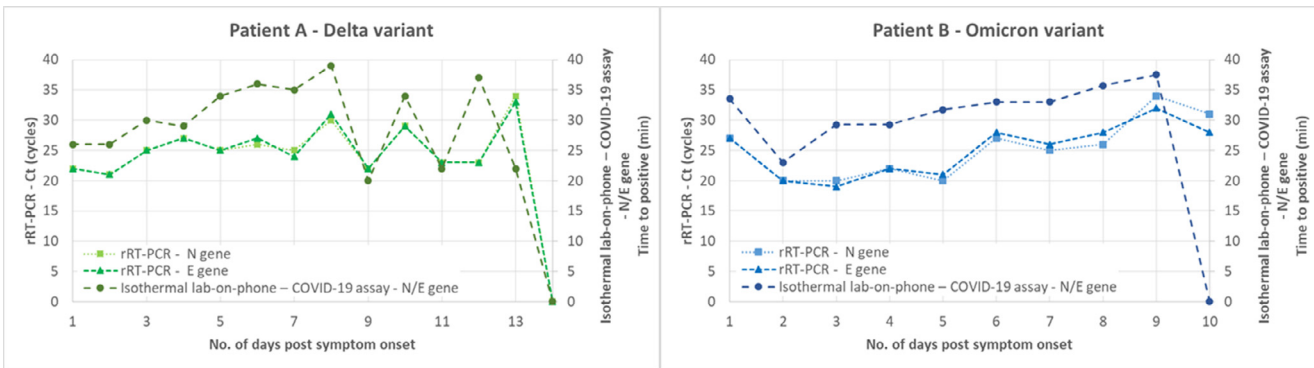 Patient A - Delta variant
rRT-PCR - Ct (cycles)
40
35
30
25
20
15
10
5
0
rRT-PCR - N gene
rRT-PCR - E gene
Isothermal lab-on-phone – COVID-19 assay - N/E gene
1 3 5 7 9 11 13
No. of days post symptom onset
40
35
30
25
20
15
10
5
0
Isothermal lab-on-phone – COVID-19 assay
- N/E gene
Time to positive (min)
Patient B - Omicron variant
rRT-PCR - Ct (cycles)
40
35
30
25
20
15
10
5
0
rRT-PCR - N gene
rRT-PCR - E gene
Isothermal lab-on-phone – COVID-19 assay - N/E gene
1 2 3 4 5 6 7 8 9 10
No. of days post symptom onset
40
35
30
25
20
15
10
5
0
Isothermal lab-on-phone – COVID-19 assay
- N/E gene
Time to positive (min)